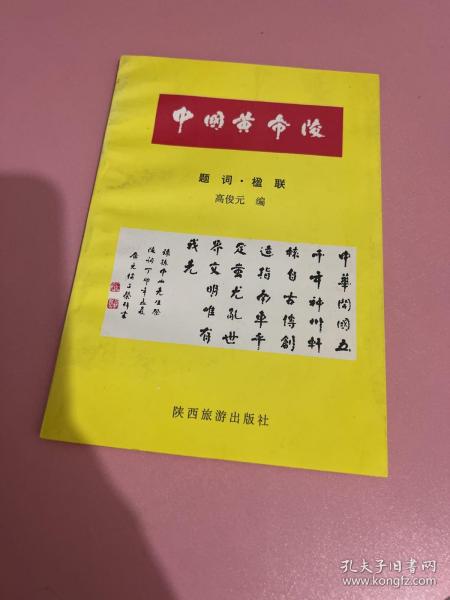 中國黄帝陵
题词·楹联
高俊元 编
中華開國五
千年神州軒
轅自古傳創
造指南車平
定蚩尤亂世
界文明唯有
我先
陕西旅游出版社
孔夫子旧书网
www.kongfz.com